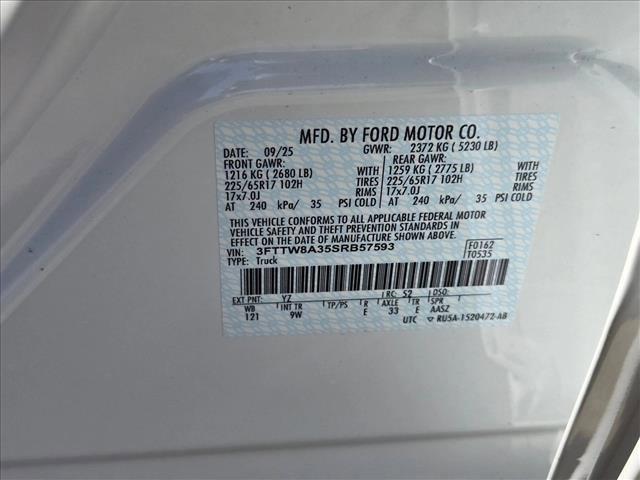 MFD. BY FORD MOTOR CO.
DATE: 09/25 GVWR: 2372 KG ( 5230 LB)
FRONT GAWR: REAR GAWR:
1216 KG ( 2680 LB) WITH 1259 KG ( 2775 LB) WITH
225/65R17 102H TIRES 225/65R17 102H TIRES
17x7.0J RIMS 17x7.0J RIMS
AT 240 kPa/ 35 PSI COLD AT 240 kPa/ 35 PSI COLD
THIS VEHICLE CONFORMS TO ALL APPLICABLE FEDERAL MOTOR
VEHICLE SAFETY AND THEFT PREVENTION STANDARDS IN
EFFECT ON THE DATE OF MANUFACTURE SHOWN ABOVE.
VIN: 3FTTW8A35SRB57593 F0162
TYPE: Truck T0535
EXT PNT: YZ RC: 52 DSO:
WB INT TR TP/PS R AXLE TR SPR
121 9W E 33 E AASZ
UTC ▽ RU5A-1520472-AB